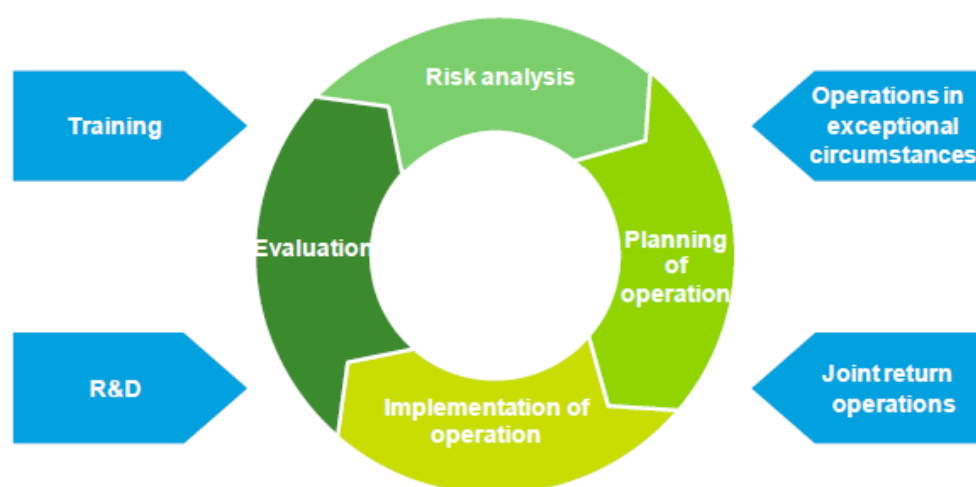 Risk analysis
Training
Operations in
exceptional
circumstances
Evaluation
Planning
of
operation
R&D
Implementation of
operation
Joint return
operations